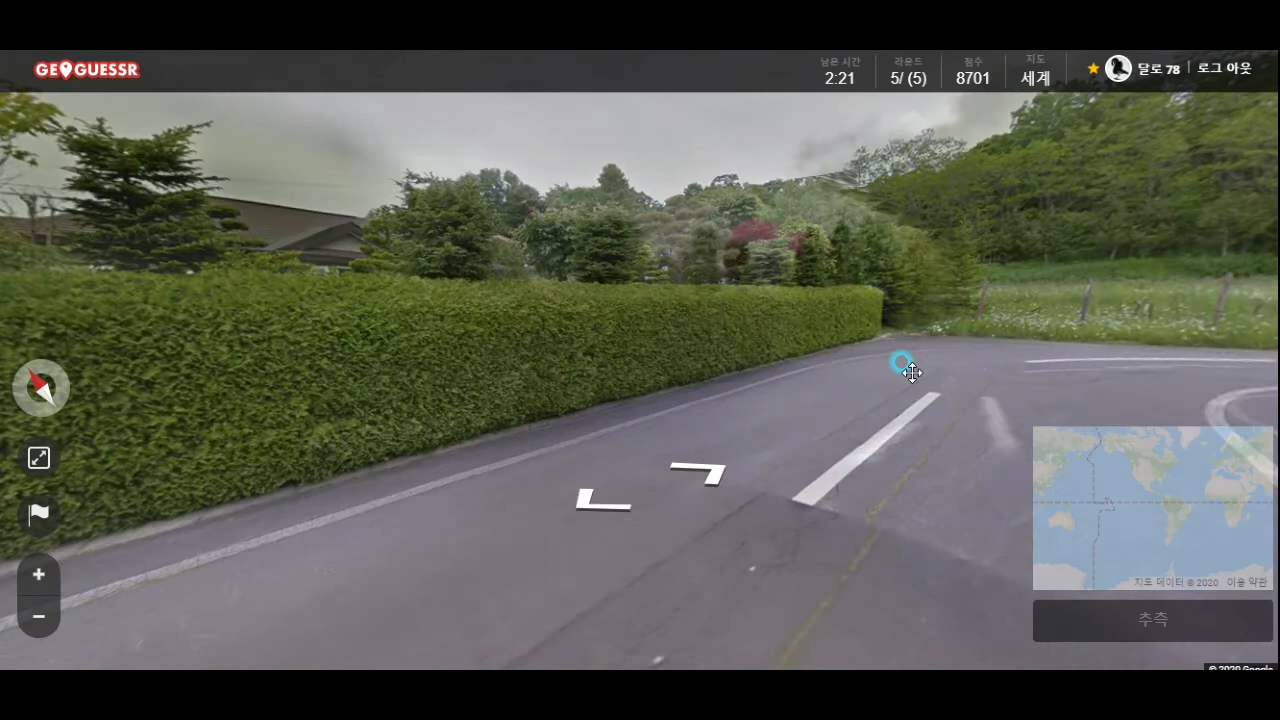 GEOGUESSR
남은 시간
2:21
라운드
5/ (5)
점수
8701
지도
세계
달로 78
로그 아웃
지도 데이터 © 2020 이용 약관
추측
© 2020 Google